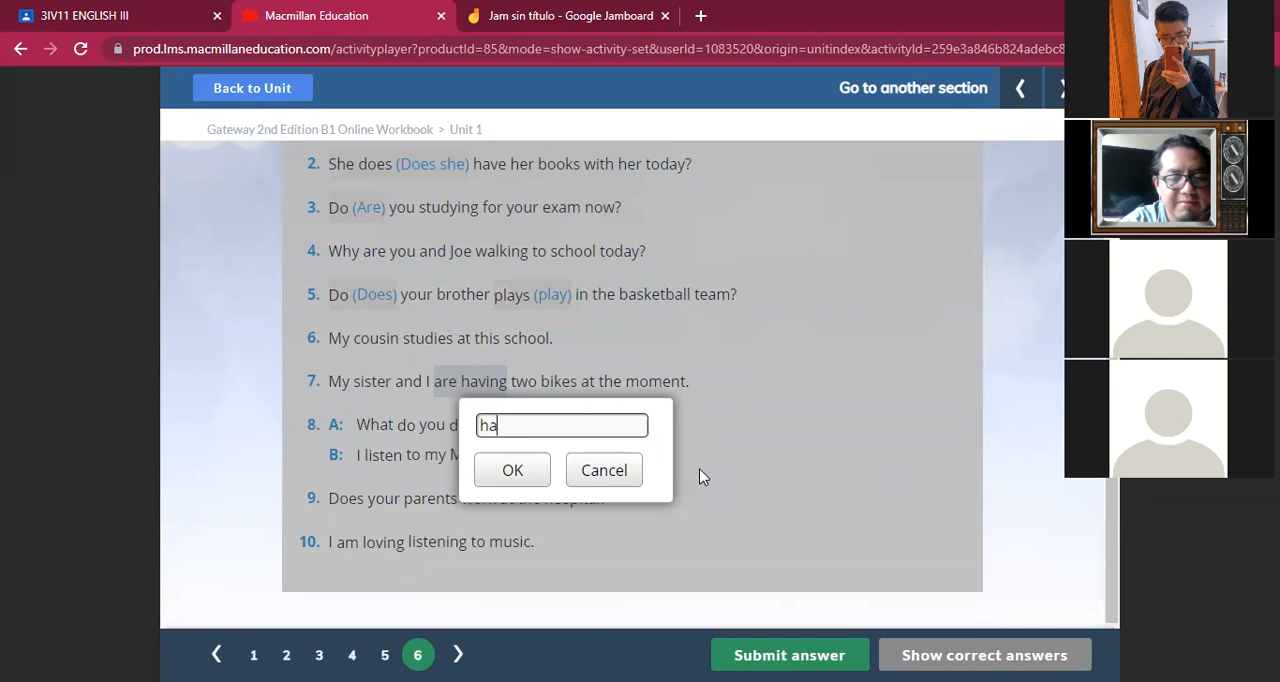 3IV11 ENGLISH III
Macmillan Education
Jam sin título - Google Jamboard
prod.lms.macmillaneducation.com/activityplayer?productId=85&mode=show-activity-set&userId=1083520&origin=unitindex&activityId=259e3a846b824adebc8
Back to Unit
Go to another section
Gateway 2nd Edition B1 Online Workbook > Unit 1
2. She does (Does she) have her books with her today?
3. Do (Are) you studying for your exam now?
4. Why are you and Joe walking to school today?
5. Do (Does) your brother plays (play) in the basketball team?
6. My cousin studies at this school.
7. My sister and I are having two bikes at the moment.
ha
8. A: What do you d
B: I listen to my M
OK Cancel
9. Does your parents
10. I am loving listening to music.
1 2 3 4 5 6
Submit answer
Show correct answers